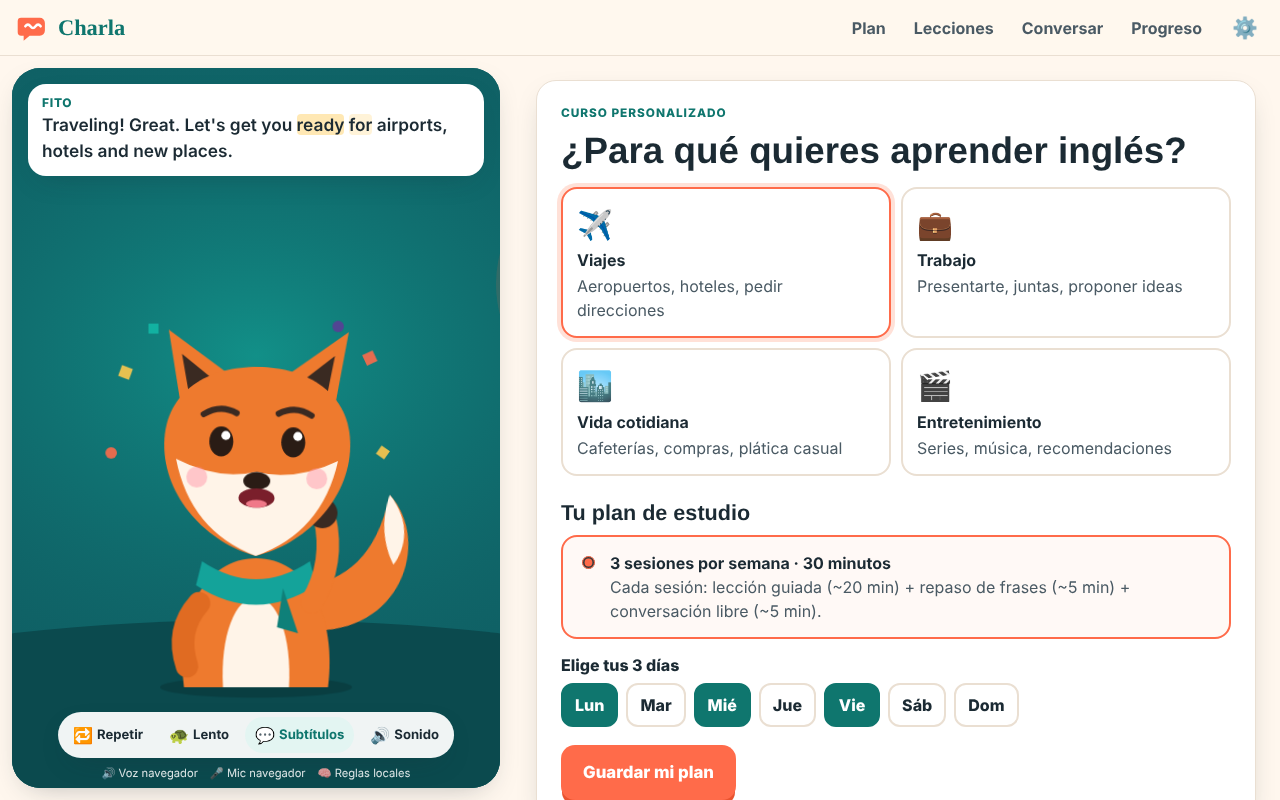 Charla
Plan
Lecciones
Conversar
Progreso
FITO
Traveling! Great. Let's get you ready for airports,
hotels and new places.
Repetir
Lento
Subtítulos
Sonido
Voz navegador
Mic navegador
Reglas locales
CURSO PERSONALIZADO
¿Para qué quieres aprender inglés?
Viajes
Aeropuertos, hoteles, pedir
direcciones
Trabajo
Presentarte, juntas, proponer ideas
Vida cotidiana
Cafeterías, compras, plática casual
Entretenimiento
Series, música, recomendaciones
Tu plan de estudio
3 sesiones por semana · 30 minutos
Cada sesión: lección guiada (~20 min) + repaso de frases (~5 min) +
conversación libre (~5 min).
Elige tus 3 días
Lun
Mar
Mié
Jue
Vie
Sáb
Dom
Guardar mi plan